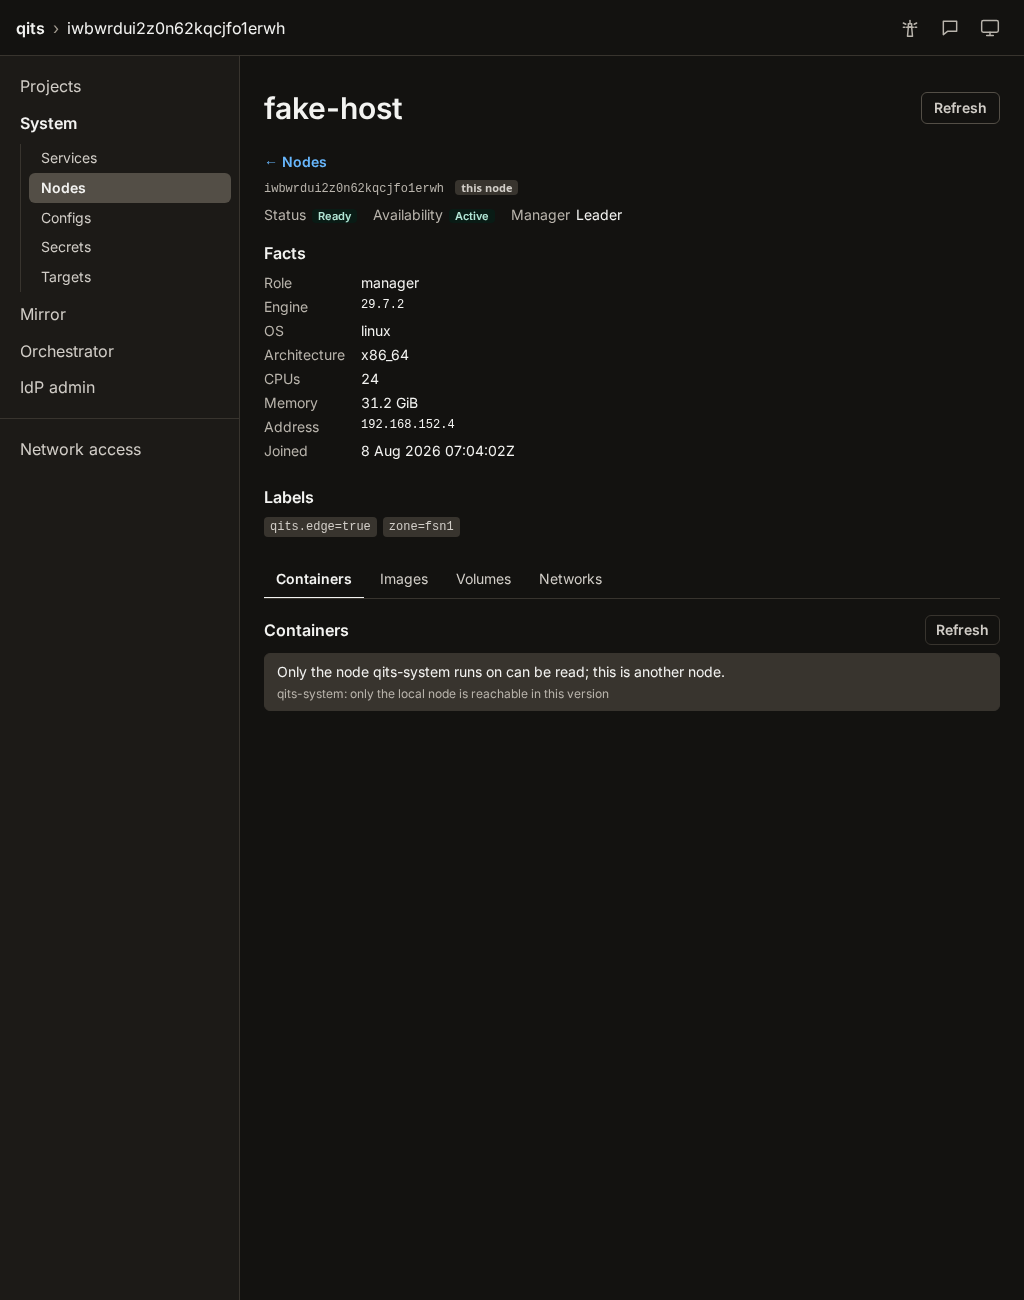 qits › iwbwrdui2z0n62kqcjfo1erwh
Projects
System
Services
Nodes
Configs
Secrets
Targets
Mirror
Orchestrator
IdP admin
Network access
fake-host
Refresh
← Nodes
iwbwrdui2z0n62kqcjfo1erwh this node
Status Ready Availability Active Manager Leader
Facts
Role manager
Engine 29.7.2
OS linux
Architecture x86_64
CPUs 24
Memory 31.2 GiB
Address 192.168.152.4
Joined 8 Aug 2026 07:04:02Z
Labels
qits.edge=true zone=fsn1
Containers Images Volumes Networks
Containers
Refresh
Only the node qits-system runs on can be read; this is another node.
qits-system: only the local node is reachable in this version